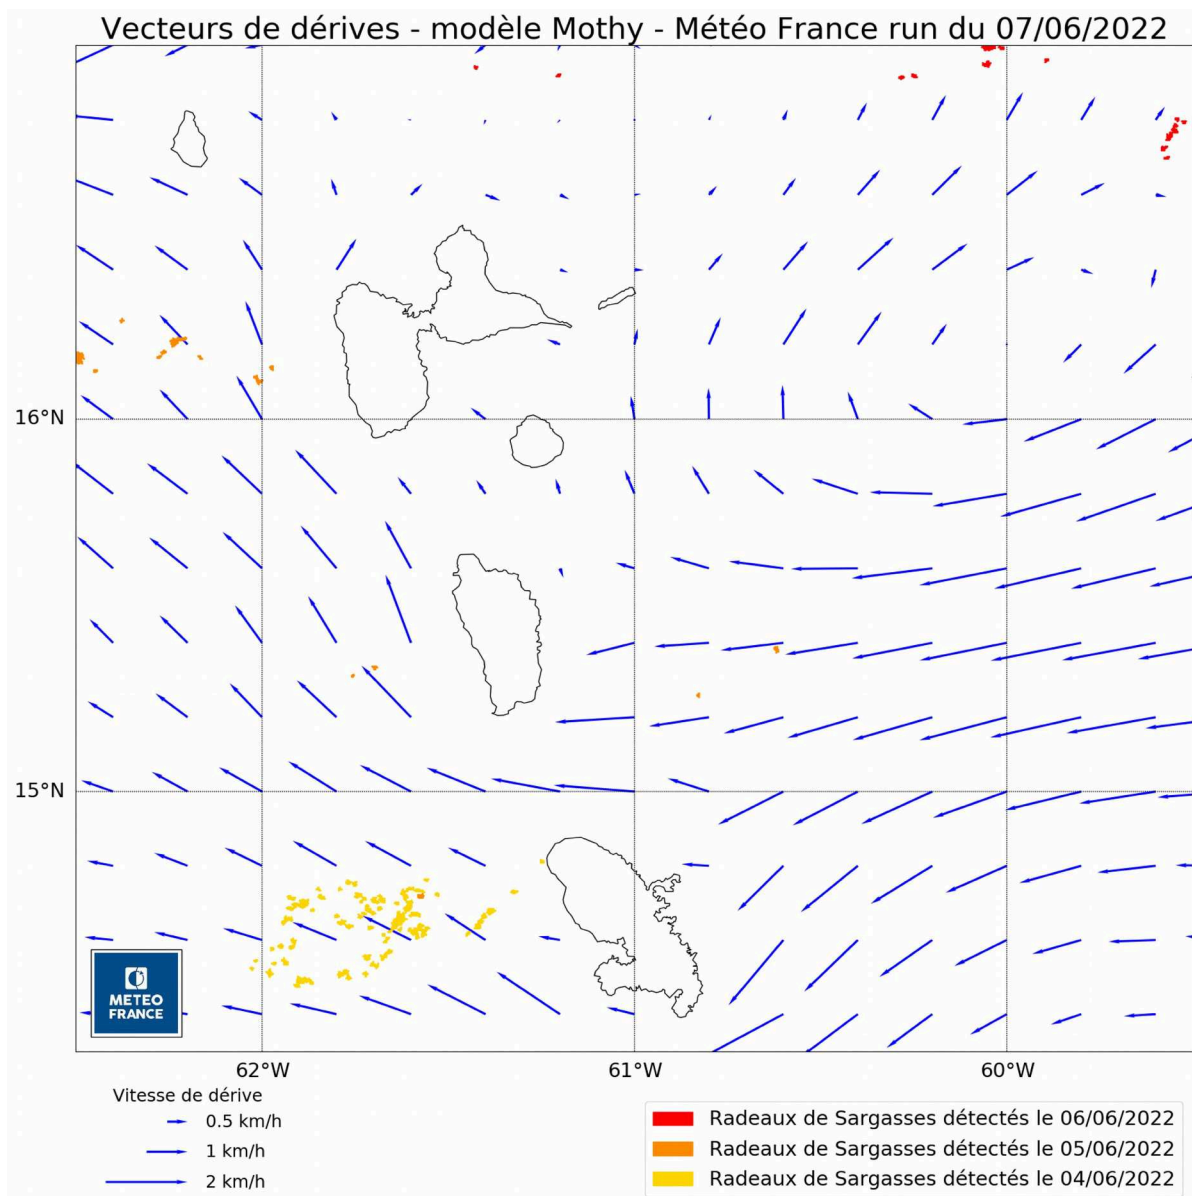 Vecteurs de dérives - modèle Mothy - Météo France run du 07/06/2022
16°N
15°N
METEO
FRANCE
62°W
61°W
60°W
Vitesse de dérive
0.5 km/h
1 km/h
2 km/h
Radeaux de Sargasses détectés le 06/06/2022
Radeaux de Sargasses détectés le 05/06/2022
Radeaux de Sargasses détectés le 04/06/2022